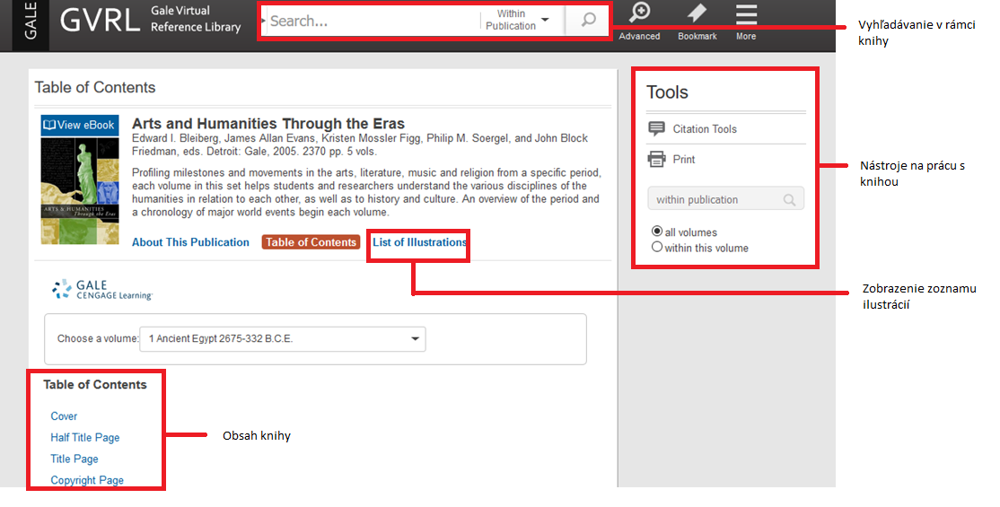 GALE
GVRL
Gale Virtual
Reference Library
Search...
Within
Publication
Advanced
Bookmark
More
Vyhľadávanie v rámci
knihy
Table of Contents
View eBook
ARTS & HUMANITIES
Through the Eras
Arts and Humanities Through the Eras
Edward I. Bleiberg, James Allan Evans, Kristen Mossler Figg, Philip M. Soergel, and John Block
Friedman, eds. Detroit: Gale, 2005. 2370 pp. 5 vols.
Profiling milestones and movements in the arts, literature, music and religion from a specific period,
each volume in this set helps students and researchers understand the various disciplines of the
humanities in relation to each other, as well as to history and culture. An overview of the period and
a chronology of major world events begin each volume.
About This Publication
Table of Contents
List of Illustrations
Tools
Citation Tools
Print
within publication
all volumes
within this volume
Nástroje na prácu s
knihou
Zobrazenie zoznamu
ilustrácií
GALE
CENGAGE Learning
Choose a volume:
1 Ancient Egypt 2675-332 B.C.E.
Table of Contents
Cover
Half Title Page
Title Page
Copyright Page
Obsah knihy